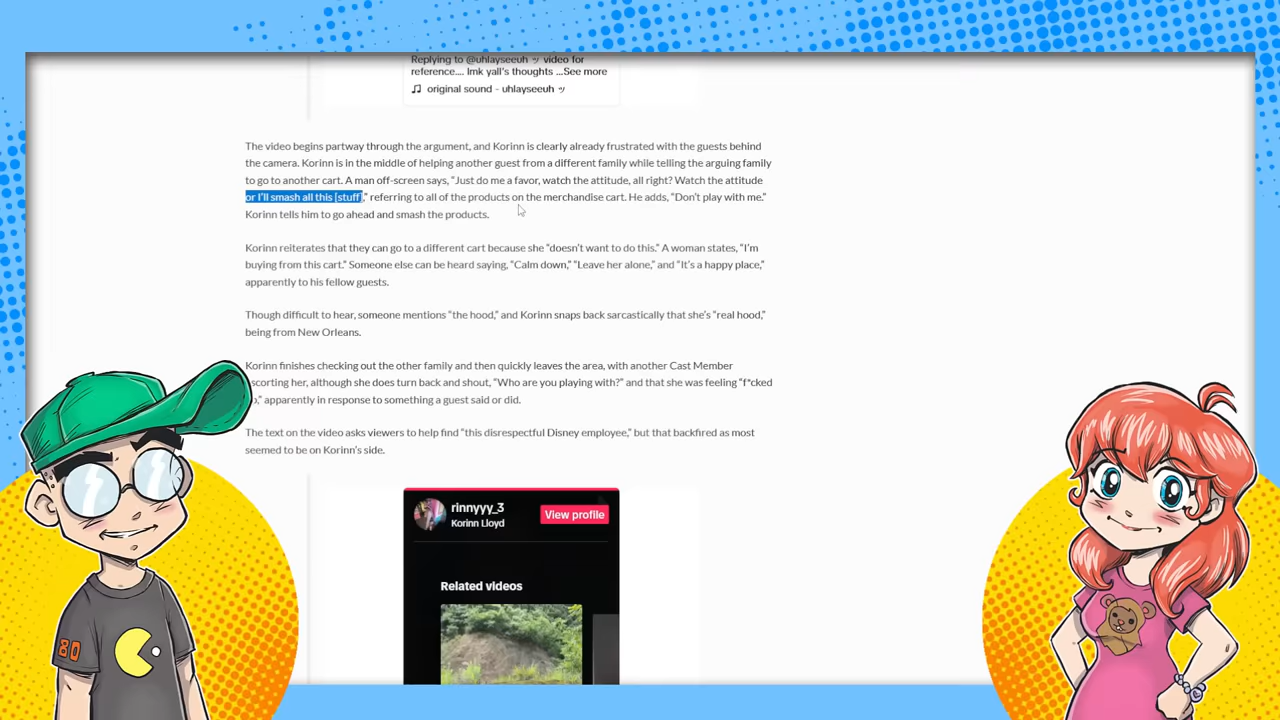 Replying to @uhlayseeuh ッ video for
reference.... lmk yall's thoughts ...See more
♫ original sound - uhlayseeuh ッ
The video begins partway through the argument, and Korinn is clearly already frustrated with the guests behind
the camera. Korinn is in the middle of helping another guest from a different family while telling the arguing family
to go to another cart. A man off-screen says, “Just do me a favor, watch the attitude, all right? Watch the attitude
or I’ll smash all this [stuff],” referring to all of the products on the merchandise cart. He adds, “Don’t play with me.”
Korinn tells him to go ahead and smash the products.
Korinn reiterates that they can go to a different cart because she “doesn’t want to do this.” A woman states, “I’m
buying from this cart.” Someone else can be heard saying, “Calm down,” “Leave her alone,” and “It’s a happy place,”
apparently to his fellow guests.
Though difficult to hear, someone mentions “the hood,” and Korinn snaps back sarcastically that she’s “real hood,”
being from New Orleans.
Korinn finishes checking out the other family and then quickly leaves the area, with another Cast Member
scorting her, although she does turn back and shout, “Who are you playing with?” and that she was feeling “f*cked
,” apparently in response to something a guest said or did.
The text on the video asks viewers to help find “this disrespectful Disney employee,” but that backfired as most
seemed to be on Korinn’s side.
rinnyyy_3
Korinn Lloyd
View profile
Related videos
80